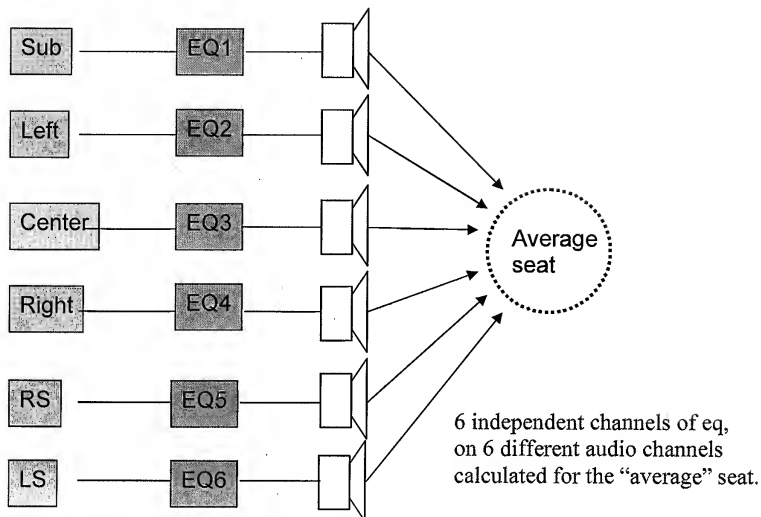 Sub EQ1
Left EQ2
Center EQ3
Average
seat
Right EQ4
RS EQ5
6 independent channels of eq,
on 6 different audio channels
calculated for the “average” seat.
LS EQ6